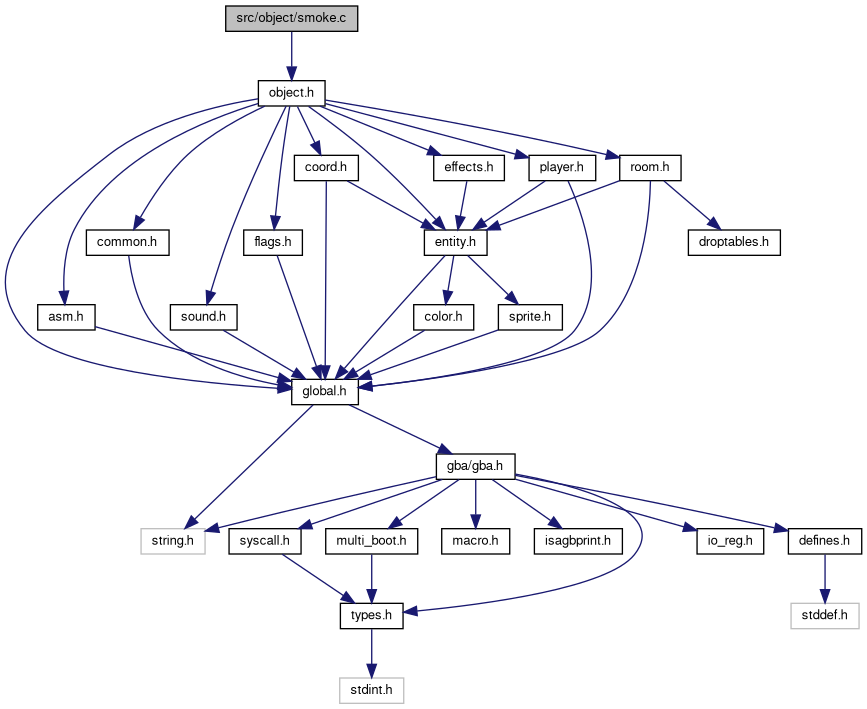 src/object/smoke.c
object.h
coord.h
effects.h
player.h
room.h
common.h
flags.h
entity.h
droptables.h
asm.h
sound.h
color.h
sprite.h
global.h
gba/gba.h
string.h
syscall.h
multi_boot.h
macro.h
isagbprint.h
io_reg.h
defines.h
types.h
stddef.h
stdint.h